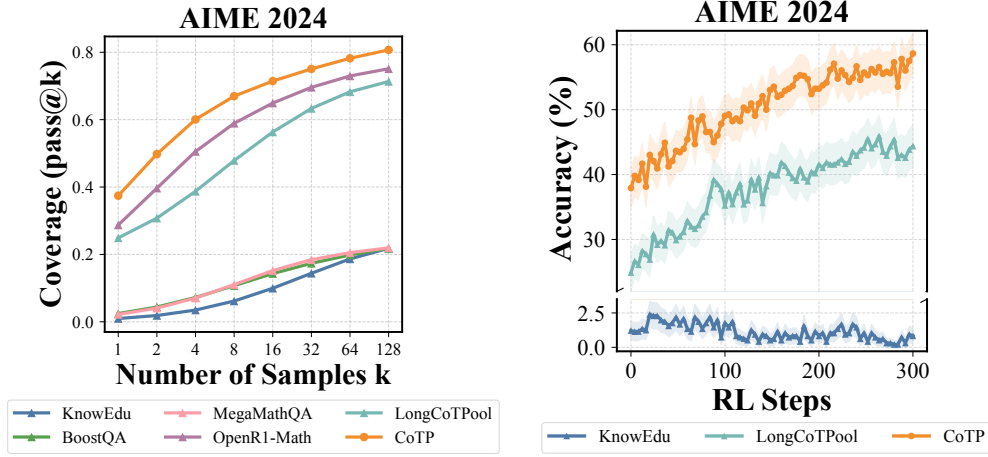 AIME 2024
Coverage (pass@k)
0.8
0.6
0.4
0.2
0.0
1 2 4 8 16 32 64 128
Number of Samples k
KnowEdu MegaMathQA LongCoTPool
BoostQA OpenR1-Math CoTP
AIME 2024
Accuracy (%)
60
50
40
30
2.5
0.0
0 100 200 300
RL Steps
KnowEdu LongCoTPool CoTP